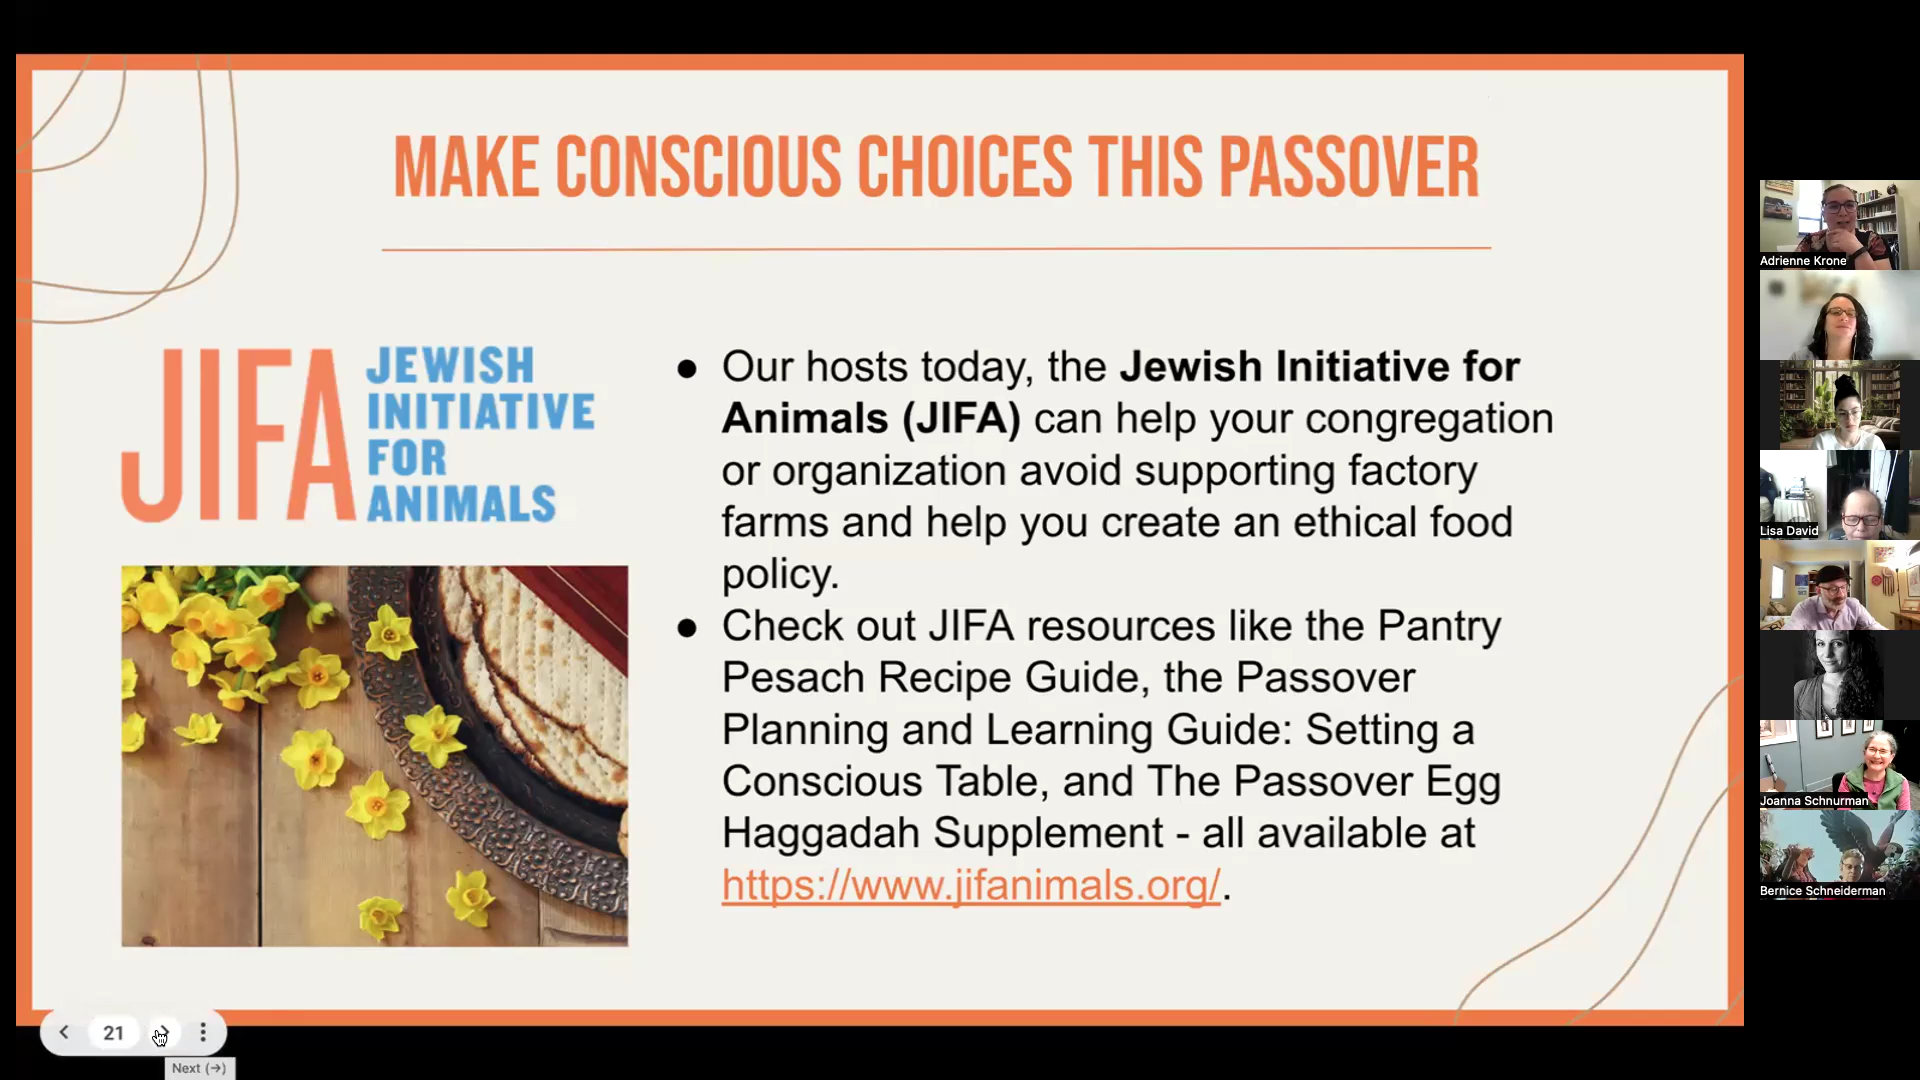 MAKE CONSCIOUS CHOICES THIS PASSOVER
JIFA
JEWISH
INITIATIVE
FOR
ANIMALS
● Our hosts today, the Jewish Initiative for
Animals (JIFA) can help your congregation
or organization avoid supporting factory
farms and help you create an ethical food
policy.
● Check out JIFA resources like the Pantry
Pesach Recipe Guide, the Passover
Planning and Learning Guide: Setting a
Conscious Table, and The Passover Egg
Haggadah Supplement - all available at
https://www.jifanimals.org/.
21
Next (→)
Adrienne Krone
Lisa David
Joanna Schnurman
Bernice Schneiderman